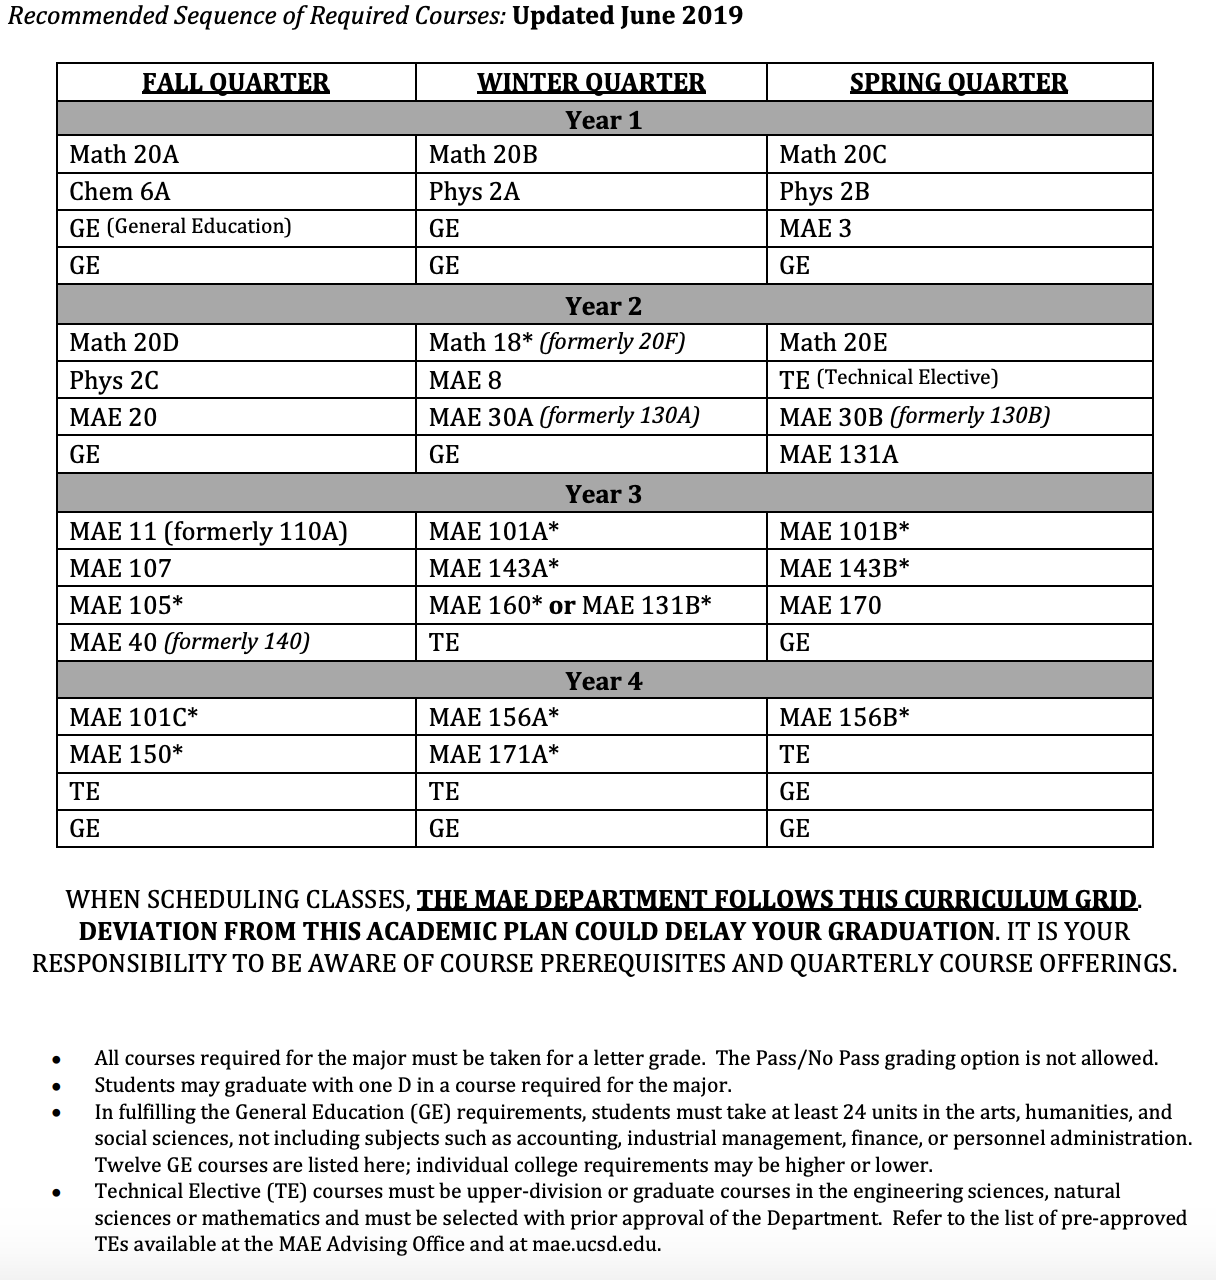 Recommended Sequence of Required Courses: Updated June 2019
FALL QUARTER WINTER QUARTER SPRING QUARTER
Year 1
Math 20A Math 20B Math 20C
Chem 6A Phys 2A Phys 2B
GE (General Education) GE MAE 3
GE GE GE
Year 2
Math 20D Math 18* (formerly 20F) Math 20E
Phys 2C MAE 8 TE (Technical Elective)
MAE 20 MAE 30A (formerly 130A) MAE 30B (formerly 130B)
GE GE MAE 131A
Year 3
MAE 11 (formerly 110A) MAE 101A* MAE 101B*
MAE 107 MAE 143A* MAE 143B*
MAE 105* MAE 160* or MAE 131B* MAE 170
MAE 40 (formerly 140) TE GE
Year 4
MAE 101C* MAE 156A* MAE 156B*
MAE 150* MAE 171A* TE
TE TE GE
GE GE GE
WHEN SCHEDULING CLASSES, THE MAE DEPARTMENT FOLLOWS THIS CURRICULUM GRID.
DEVIATION FROM THIS ACADEMIC PLAN COULD DELAY YOUR GRADUATION. IT IS YOUR
RESPONSIBILITY TO BE AWARE OF COURSE PREREQUISITES AND QUARTERLY COURSE OFFERINGS.
• All courses required for the major must be taken for a letter grade. The Pass/No Pass grading option is not allowed.
• Students may graduate with one D in a course required for the major.
• In fulfilling the General Education (GE) requirements, students must take at least 24 units in the arts, humanities, and
social sciences, not including subjects such as accounting, industrial management, finance, or personnel administration.
Twelve GE courses are listed here; individual college requirements may be higher or lower.
• Technical Elective (TE) courses must be upper-division or graduate courses in the engineering sciences, natural
sciences or mathematics and must be selected with prior approval of the Department. Refer to the list of pre-approved
TEs available at the MAE Advising Office and at mae.ucsd.edu.